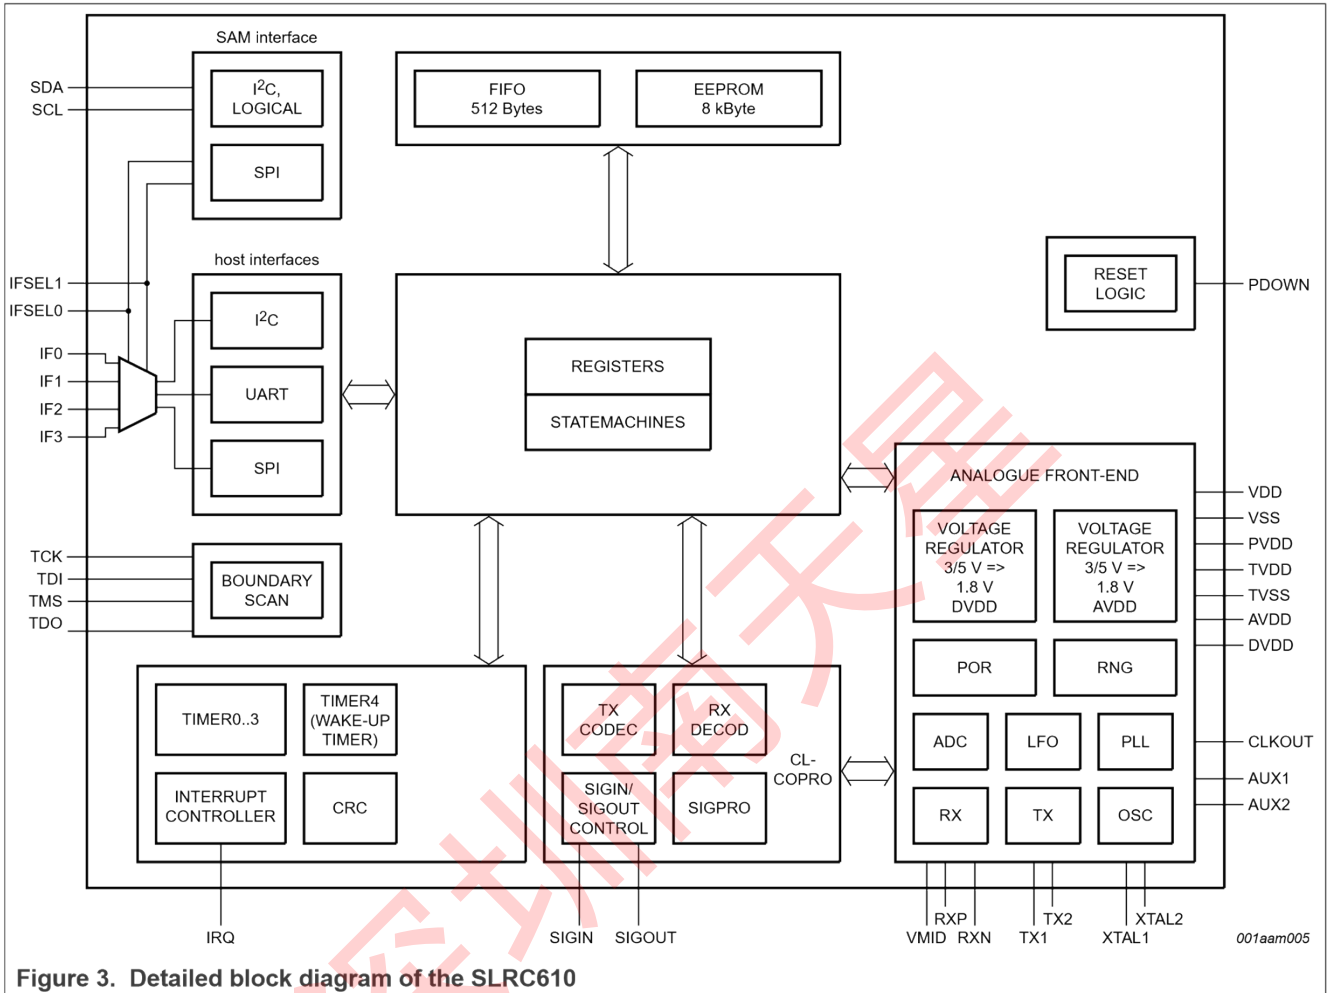 SAM interface
SDA
SCL
I²C,
LOGICAL
SPI
FIFO
512 Bytes
EEPROM
8 kByte
host interfaces
IFSEL1
IFSEL0
IF0
IF1
IF2
IF3
I²C
UART
SPI
REGISTERS
STATEMACHINES
RESET
LOGIC
PDOWN
TCK
TDI
TMS
TDO
BOUNDARY
SCAN
ANALOGUE FRONT-END
VOLTAGE
REGULATOR
3/5 V =>
1.8 V
DVDD
VOLTAGE
REGULATOR
3/5 V =>
1.8 V
AVDD
POR
RNG
ADC
LFO
PLL
RX
TX
OSC
VDD
VSS
PVDD
TVDD
TVSS
AVDD
DVDD
CLKOUT
AUX1
AUX2
TIMER0..3
TIMER4
(WAKE-UP
TIMER)
INTERRUPT
CONTROLLER
CRC
TX
CODEC
RX
DECOD
SIGIN/
SIGOUT
CONTROL
SIGPRO
CL-
COPRO
IRQ
SIGIN
SIGOUT
VMID
RXP
RXN
TX1
TX2
XTAL1
XTAL2
001aam005
Figure 3. Detailed block diagram of the SLRC610
深圳南天星